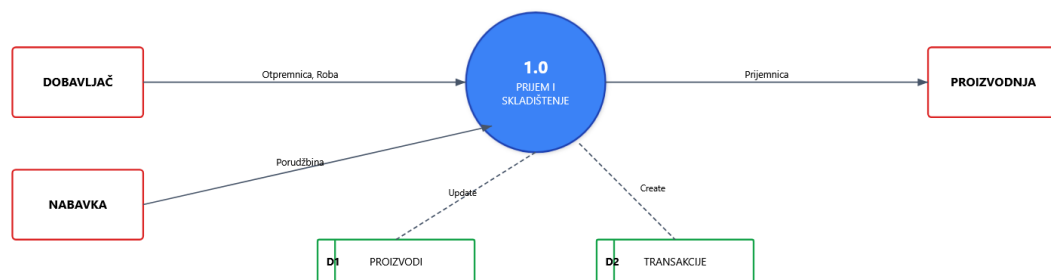 DOBAVLJAČ
Otpremnica, Roba
1.0
PRIJEM I
SKLADIŠTENJE
Prijemnica
PROIZVODNJA
Porudžbina
NABAVKA
Update
Create
D1 PROIZVODI
D2 TRANSAKCIJE